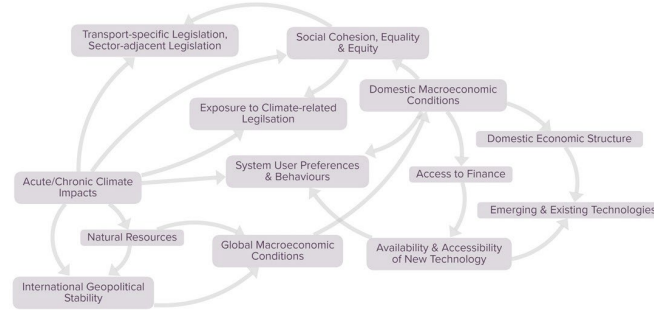 Transport-specific Legislation,
Sector-adjacent Legislation
Social Cohesion, Equality
& Equity
Exposure to Climate-related
Legilsation
Domestic Macroeconomic
Conditions
Domestic Economic Structure
System User Preferences
& Behaviours
Access to Finance
Acute/Chronic Climate
Impacts
Emerging & Existing Technologies
Natural Resources
Global Macroeconomic
Conditions
Availability & Accessibility
of New Technology
International Geopolitical
Stability